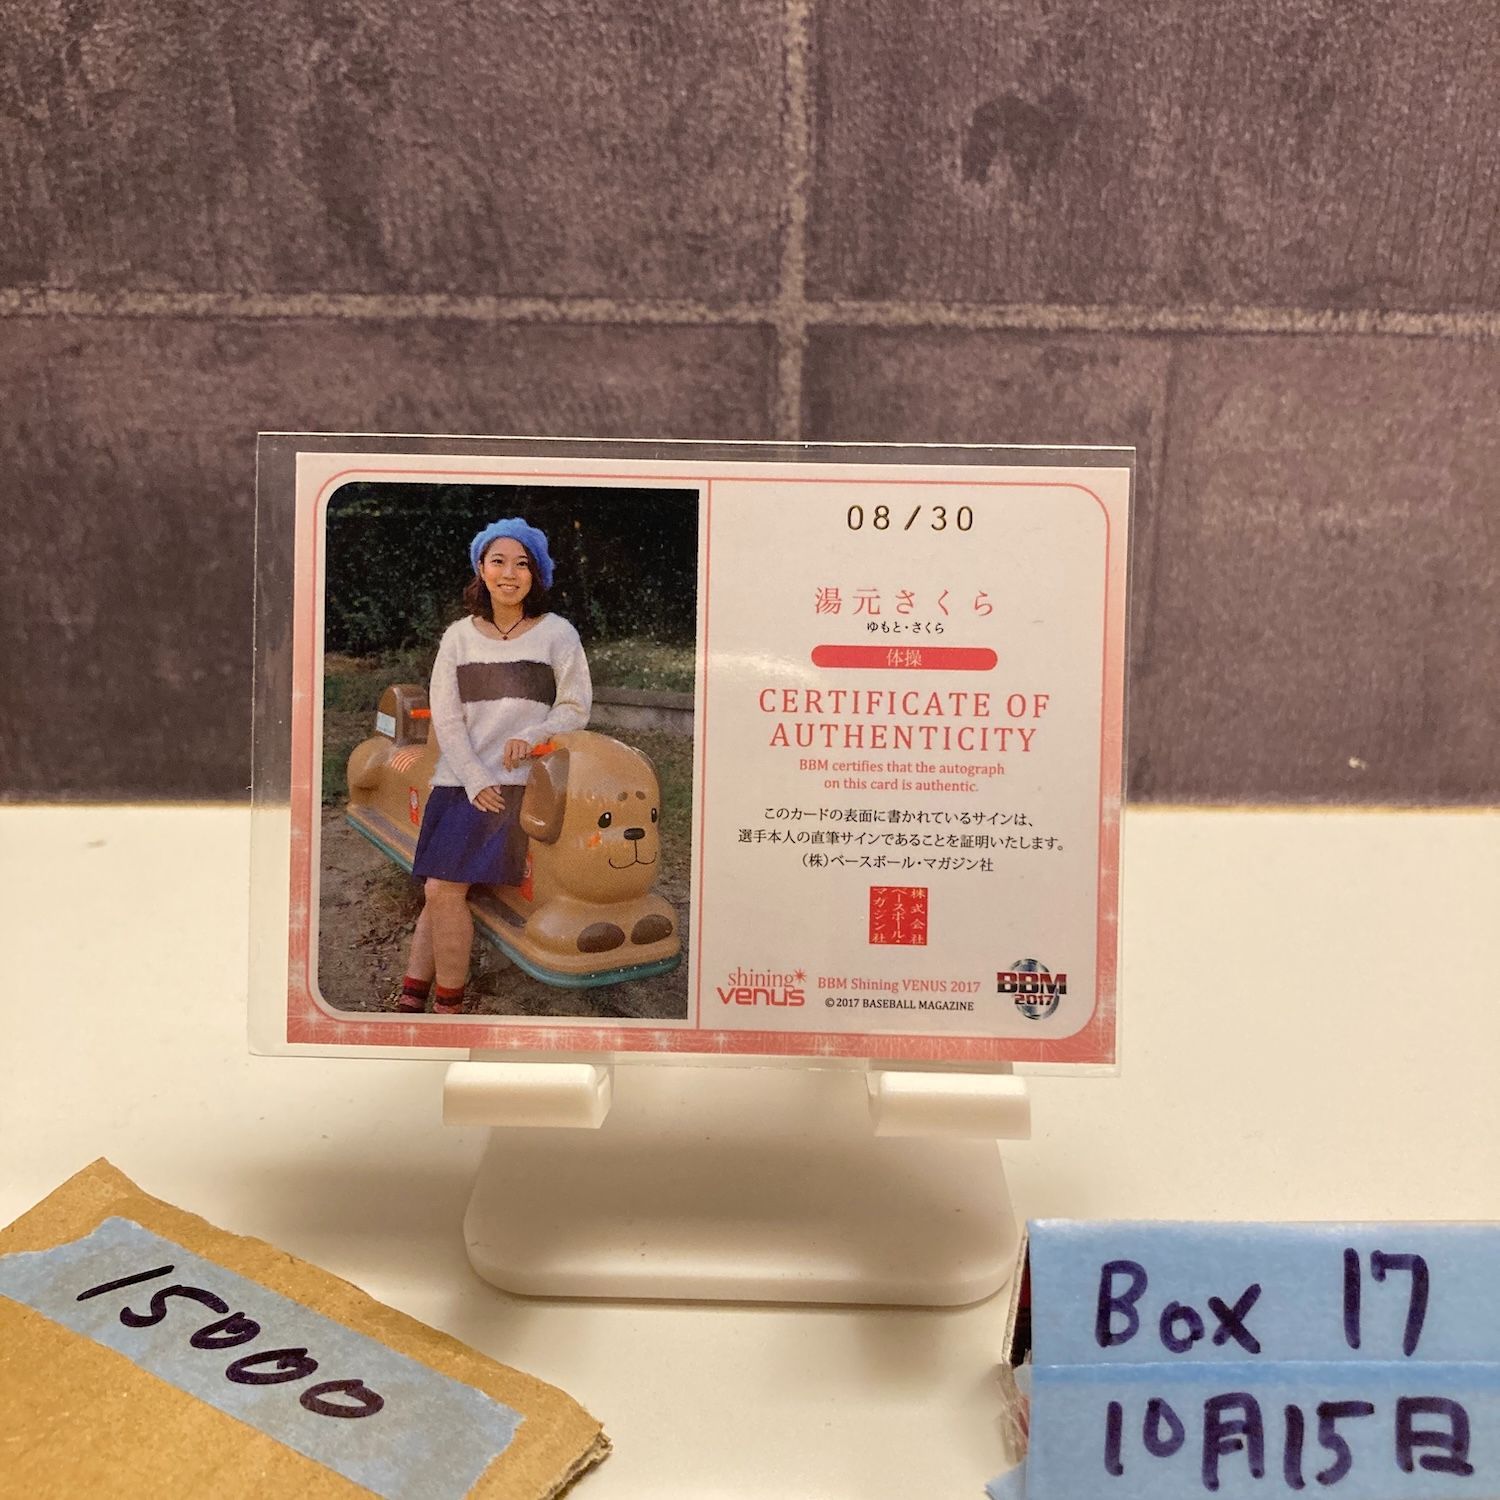 08/30
湯元さくら
ゆもと・さくら
体操
CERTIFICATE OF
AUTHENTICITY
BBM certifies that the autograph
on this card is authentic.
このカードの表面に書かれているサインは、
選手本人の直筆サインであることを証明いたします。
（株）ベースボール・マガジン社
株式会社
ベースボール・
マガジン社
shining
venus
BBM Shining VENUS 2017
©2017 BASEBALL MAGAZINE
BBM
2017
15000
Box 17
10月15日